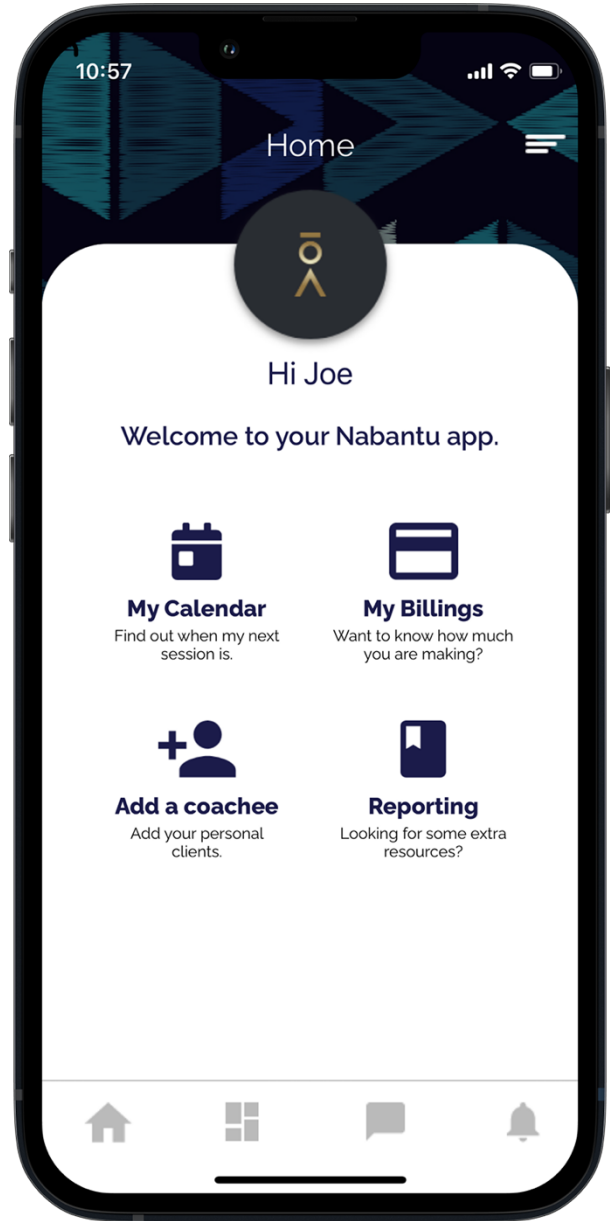 10:57
Home
Hi Joe
Welcome to your Nabantu app.
My Calendar
Find out when my next
session is.
My Billings
Want to know how much
you are making?
Add a coachee
Add your personal
clients.
Reporting
Looking for some extra
resources?